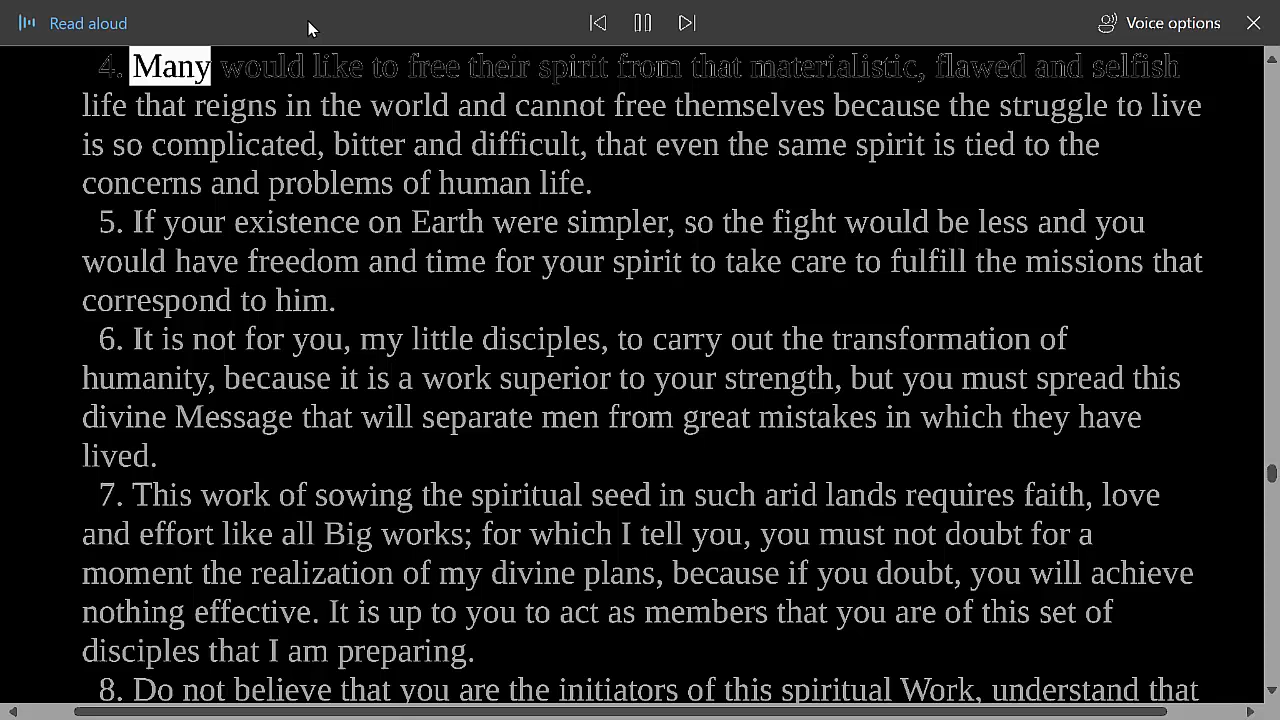 Read aloud
Voice options
4. Many would like to free their spirit from that materialistic, flawed and selfish
life that reigns in the world and cannot free themselves because the struggle to live
is so complicated, bitter and difficult, that even the same spirit is tied to the
concerns and problems of human life.
5. If your existence on Earth were simpler, so the fight would be less and you
would have freedom and time for your spirit to take care to fulfill the missions that
correspond to him.
6. It is not for you, my little disciples, to carry out the transformation of
humanity, because it is a work superior to your strength, but you must spread this
divine Message that will separate men from great mistakes in which they have
lived.
7. This work of sowing the spiritual seed in such arid lands requires faith, love
and effort like all Big works; for which I tell you, you must not doubt for a
moment the realization of my divine plans, because if you doubt, you will achieve
nothing effective. It is up to you to act as members that you are of this set of
disciples that I am preparing.
8. Do not believe that you are the initiators of this spiritual Work, understand that